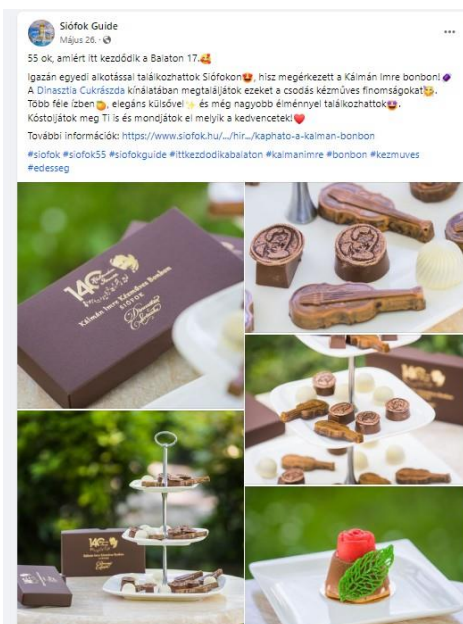 Siófok Guide
Május 26.
55 ok, amiért itt kezdődik a Balaton 17.
Igazán egyedi alkotással találkozhattok Siófokon, hisz megérkezett a Kálmán Imre bonbon!
A Dinasztia Cukrászda kínálatában megtaláljátok ezeket a csodás kézműves finomságokat.
Több féle ízben, elegáns külsővel és még nagyobb élménnyel találkozhattok.
Kóstoljátok meg Ti is és mondjátok el melyik a kedvencetek!
További információk: https://www.siofok.hu/.../hir.../kaphato-a-kalman-bonbon
#siofok #siofok55 #siofokguide #ittkezdodikabalaton #kalmanimre #bonbon #kezmuves
#edesseg
140
Kálmán Imre Kézműves Bonbon
SIÓFOK
140
140